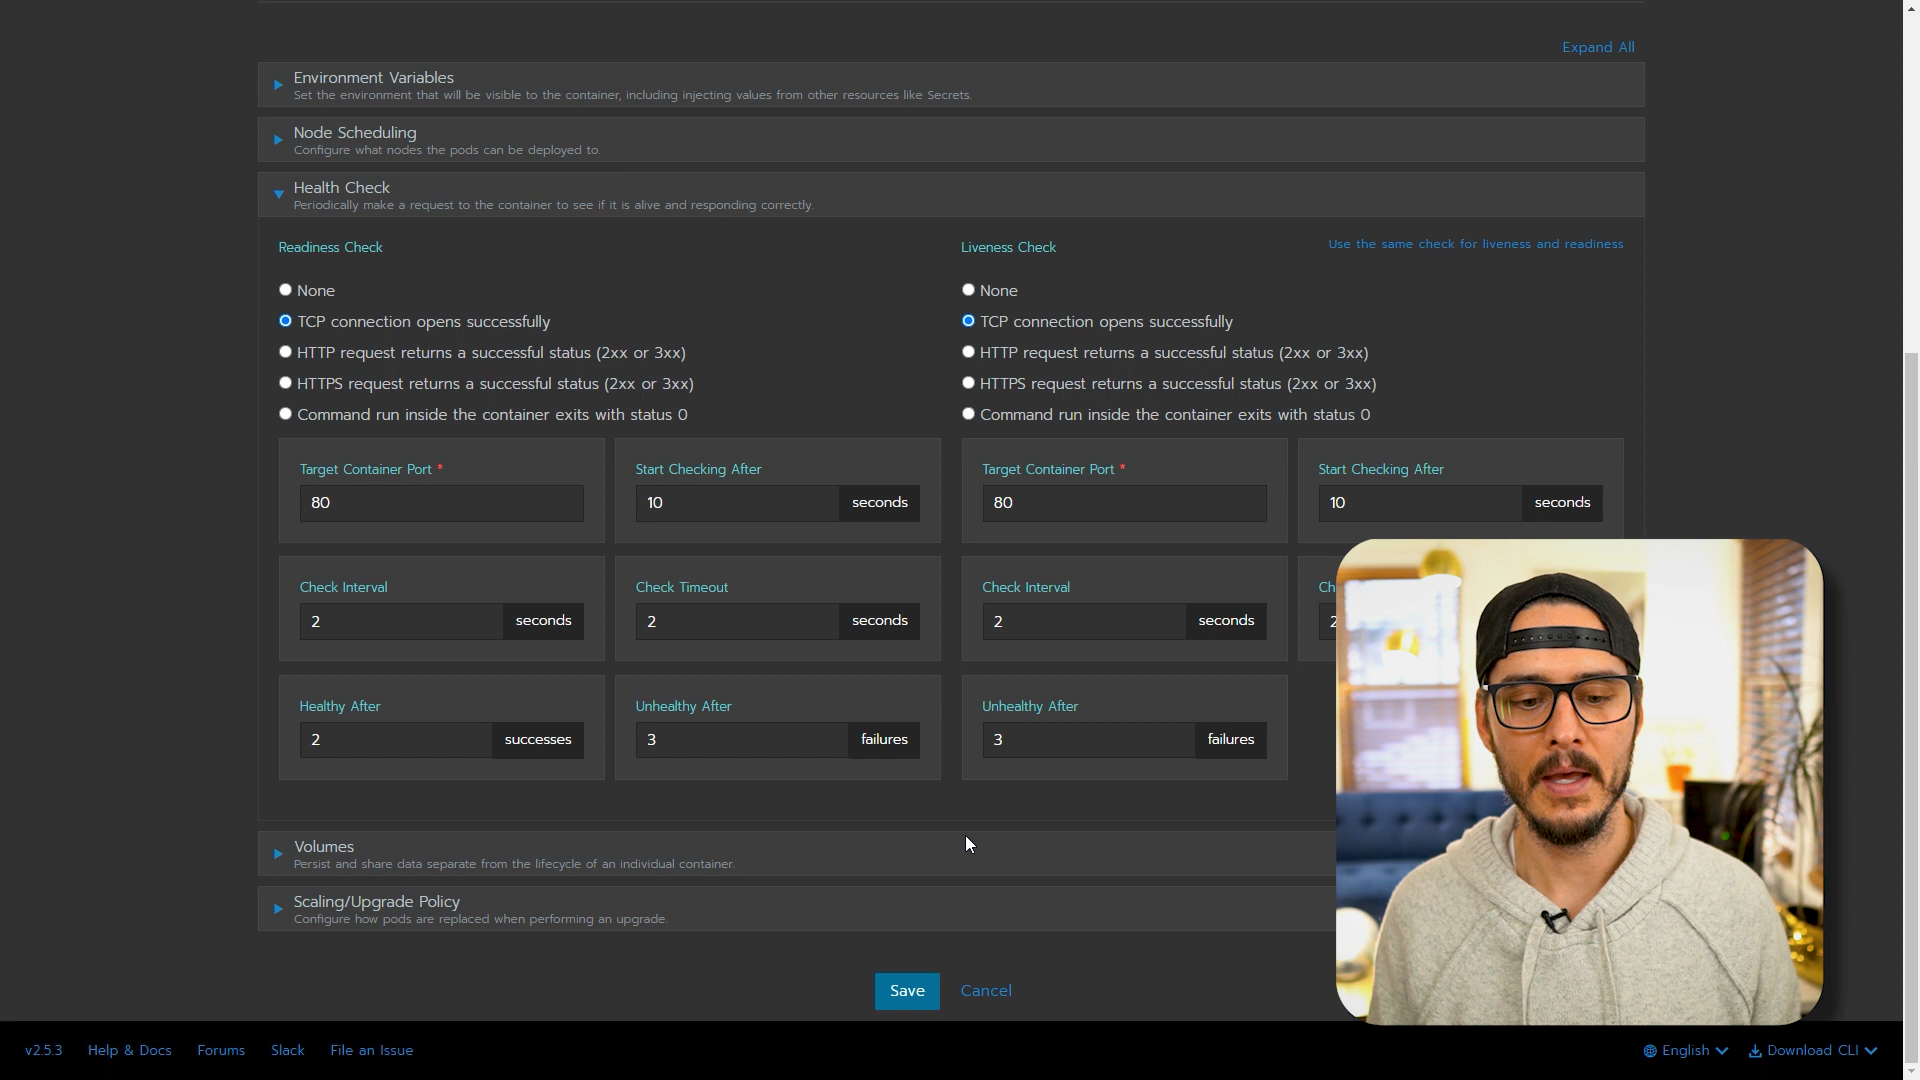 Expand All
Environment Variables
Set the environment that will be visible to the container, including injecting values from other resources like Secrets.
Node Scheduling
Configure what nodes the pods can be deployed to.
Health Check
Periodically make a request to the container to see if it is alive and responding correctly.
Readiness Check
None
TCP connection opens successfully
HTTP request returns a successful status (2xx or 3xx)
HTTPS request returns a successful status (2xx or 3xx)
Command run inside the container exits with status 0
Target Container Port *
80
Start Checking After
10 seconds
Check Interval
2 seconds
Check Timeout
2 seconds
Healthy After
2 successes
Unhealthy After
3 failures
Liveness Check
Use the same check for liveness and readiness
None
TCP connection opens successfully
HTTP request returns a successful status (2xx or 3xx)
HTTPS request returns a successful status (2xx or 3xx)
Command run inside the container exits with status 0
Target Container Port *
80
Start Checking After
10 seconds
Check Interval
2 seconds
Ch
2
Unhealthy After
3 failures
Volumes
Persist and share data separate from the lifecycle of an individual container.
Scaling/Upgrade Policy
Configure how pods are replaced when performing an upgrade.
Save Cancel
v2.5.3 Help & Docs Forums Slack File an Issue English Download CLI